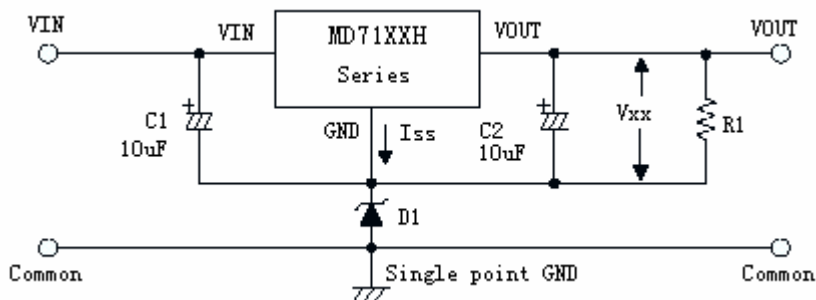 VIN
VIN
MD71XXH
Series
VOUT
VOUT
C1
10uF
GND
Iss
C2
10uF
Vxx
R1
D1
Common
Single point GND
Common